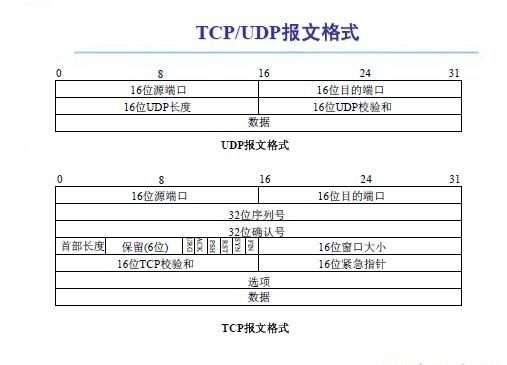 TCP/UDP报文格式
0 8 16 24 31
16位源端口 16位目的端口
16位UDP长度 16位UDP校验和
数据
UDP报文格式
0 8 16 24 31
16位源端口 16位目的端口
32位序列号
32位确认号
首部长度 保留(6位) URG ACK PSH RST SYN FIN 16位窗口大小
16位TCP校验和 16位紧急指针
选项
数据
TCP报文格式